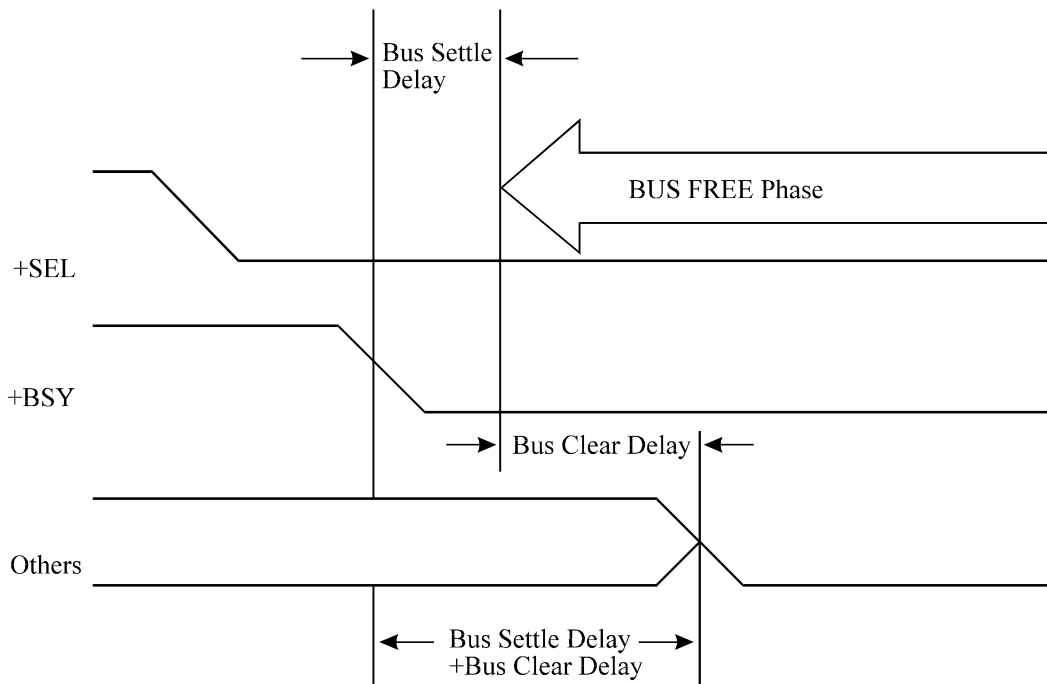 Bus Settle
Delay
BUS FREE Phase
+SEL
+BSY
Bus Clear Delay
Others
Bus Settle Delay
+Bus Clear Delay